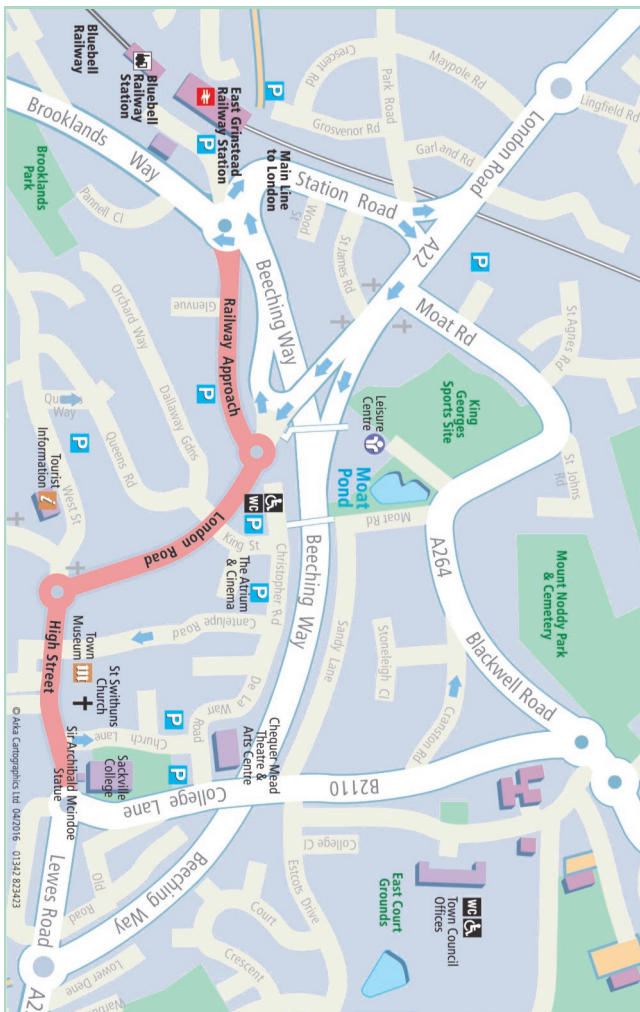 Bluebell
Railway
Bluebell
Railway
Station
East Grinstead
Railway Station
P
P
Crescent Rd
Maypole Rd
Park Road
Grosvenor Rd
Garland Rd
Lingfield Rd
London Road
Brooklands
Way
Brooklands
Park
Pannell Cl
Main Line
to London
Station Road
Wood
St
St James Rd
A22
P
Moat Rd
St Agnes Rd
St Johns
Rd
Beeching Way
Glenvue
Railway Approach
P
Orchard Way
Dallaway Gdns
Queens
Way
Queens Rd
P
West St
Tourist
Information
i
London Road
King St
WC
P
Christopher Rd
The Atrium
& Cinema
P
Leisure
Centre
King
Georges
Sports Site
Moat
Pond
Moat Rd
A264
Beeching Way
Sandy Lane
Stoneleigh Cl
Mount Noddy Park
& Cemetery
Blackwell Road
Cranston Rd
High Street
Town
Museum
Cantelupe Road
St Swithuns
Church
De La
Warr
Road
P
Church
Lane
P
Sackville
College
Sir Archibald McIndoe
Statue
Chequer Mead
Theatre &
Arts Centre
College Lane
B2110
Beeching Way
Lewes Road
Old
Road
College Cl
Estcots Drive
Court
Crescent
East Court
Grounds
WC
Town Council
Offices
Lower Dene
A2
© Arka Cartographics Ltd 04/2016 01342 823423